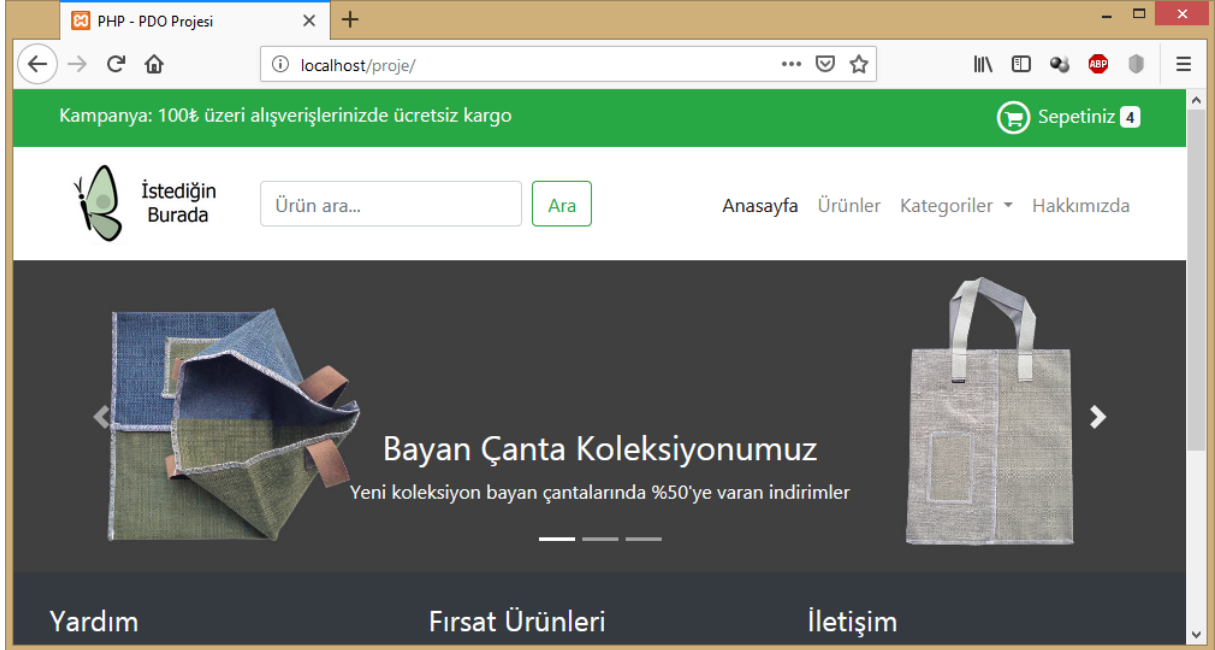 PHP - PDO Projesi
localhost/proje/
ABP
Kampanya: 100₺ üzeri alışverişlerinizde ücretsiz kargo
Sepetiniz 4
İstediğin
Burada
Ürün ara...
Ara
Anasayfa Ürünler Kategoriler Hakkımızda
Bayan Çanta Koleksiyonumuz
Yeni koleksiyon bayan çantalarında %50'ye varan indirimler
Yardım
Fırsat Ürünleri
İletişim